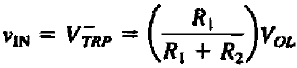 v_IN = V⁻_TRP = (R₁ / (R₁ + R₂)) V_OL